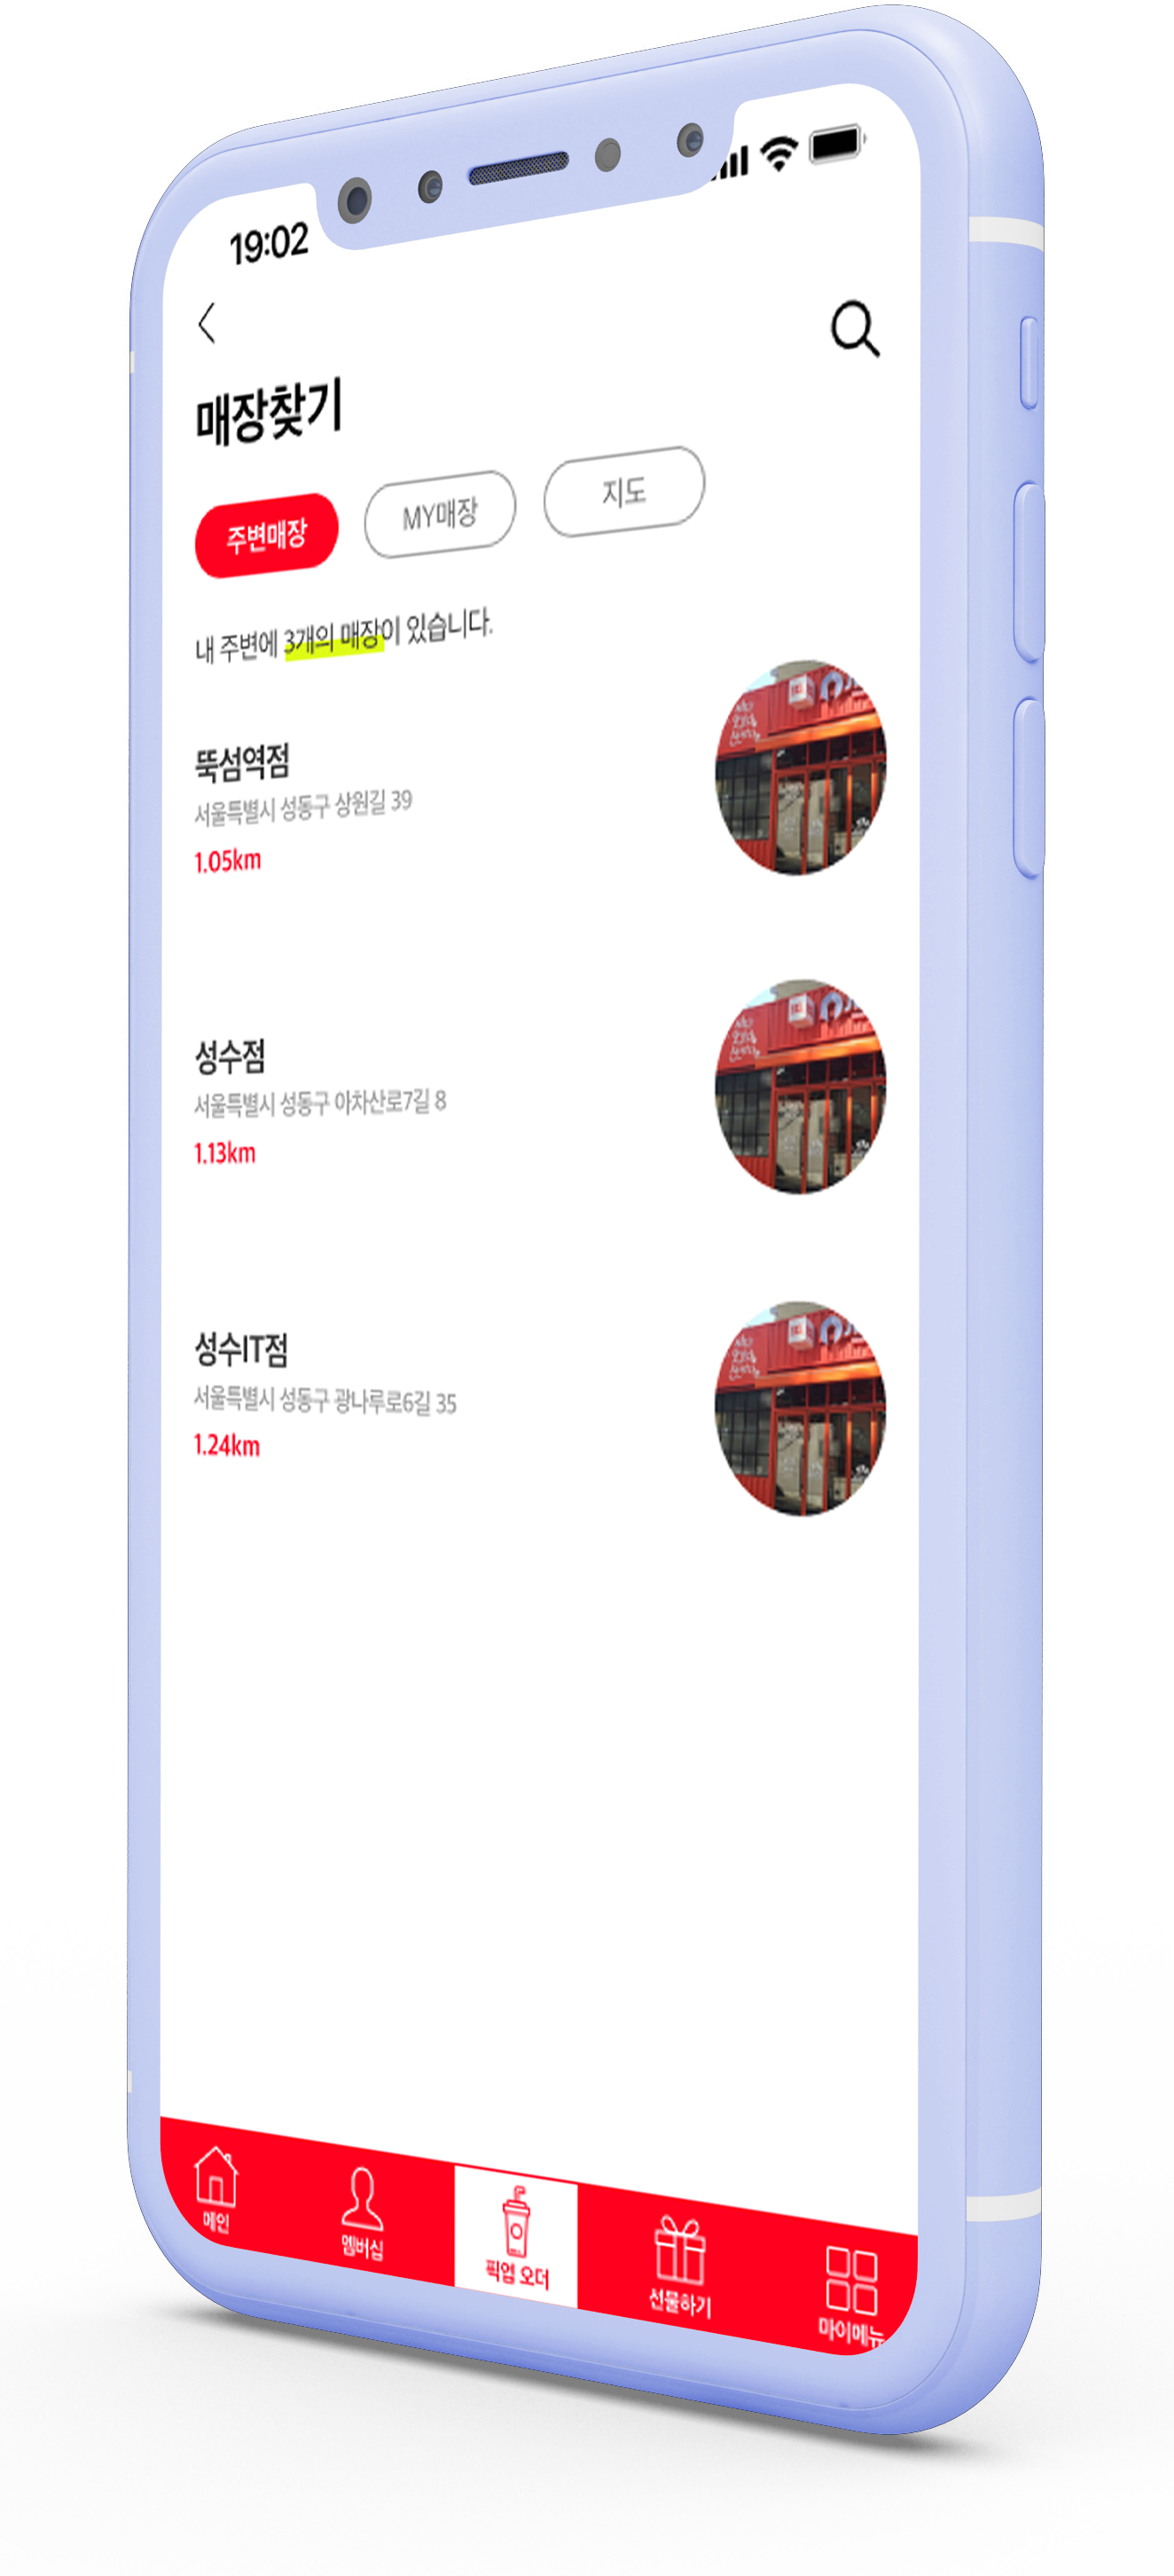 19:02
매장찾기
주변매장 MY매장 지도
내 주변에 3개의 매장이 있습니다.
뚝섬역점
서울특별시 성동구 상원길 39
1.05km
성수점
서울특별시 성동구 아차산로7길 8
1.13km
성수IT점
서울특별시 성동구 광나루로6길 35
1.24km
메인 멤버십 픽업 오더 선물하기 마이메뉴